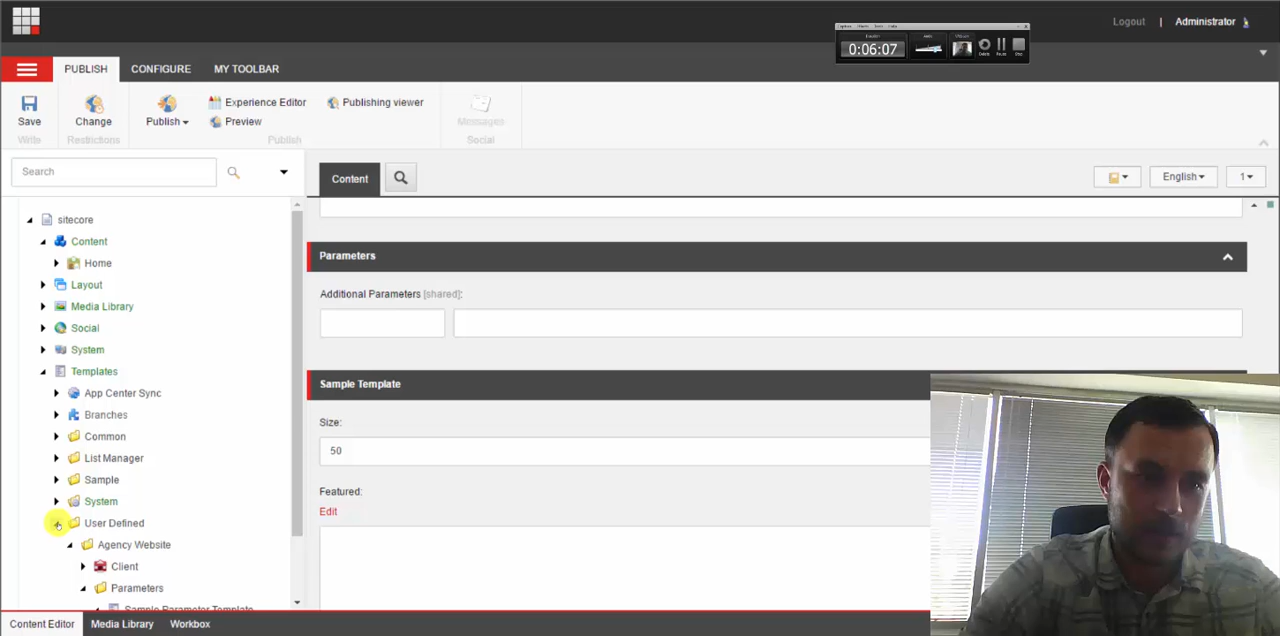 Logout | Administrator
0:06:07
PUBLISH CONFIGURE MY TOOLBAR
Save Change Publish Experience Editor Publishing viewer Messages
Preview
Write Restrictions Publish Social
Search
Content
English 1
sitecore
Content
Home
Layout
Media Library
Social
System
Templates
App Center Sync
Branches
Common
List Manager
Sample
System
User Defined
Agency Website
Client
Parameters
Sample Parameter Template
Parameters
Additional Parameters [shared]:
Sample Template
Size:
50
Featured:
Edit
Content Editor Media Library Workbox